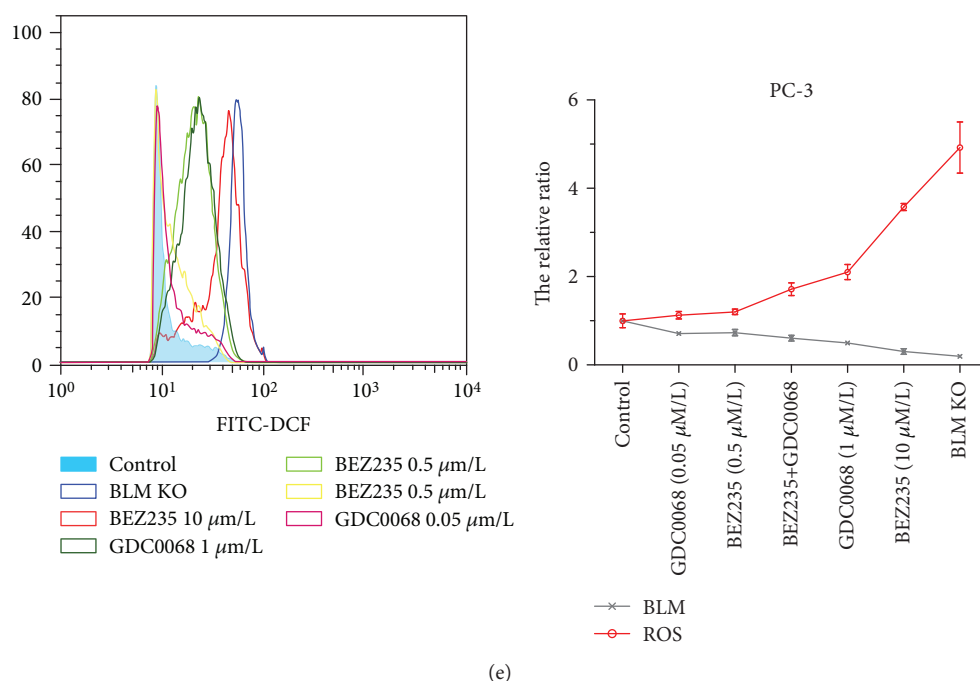 100
80
60
40
20
0
10⁰
10¹
10²
10³
10⁴
FITC-DCF
Control
BLM KO
BEZ235 10 μm/L
GDC0068 1 μm/L
BEZ235 0.5 μm/L
BEZ235 0.5 μm/L
GDC0068 0.05 μm/L
PC-3
The relative ratio
6
4
2
0
Control
GDC0068 (0.05 μM/L)
BEZ235 (0.5 μM/L)
BEZ235+GDC0068
GDC0068 (1 μM/L)
BEZ235 (10 μM/L)
BLM KO
BLM
ROS
(e)